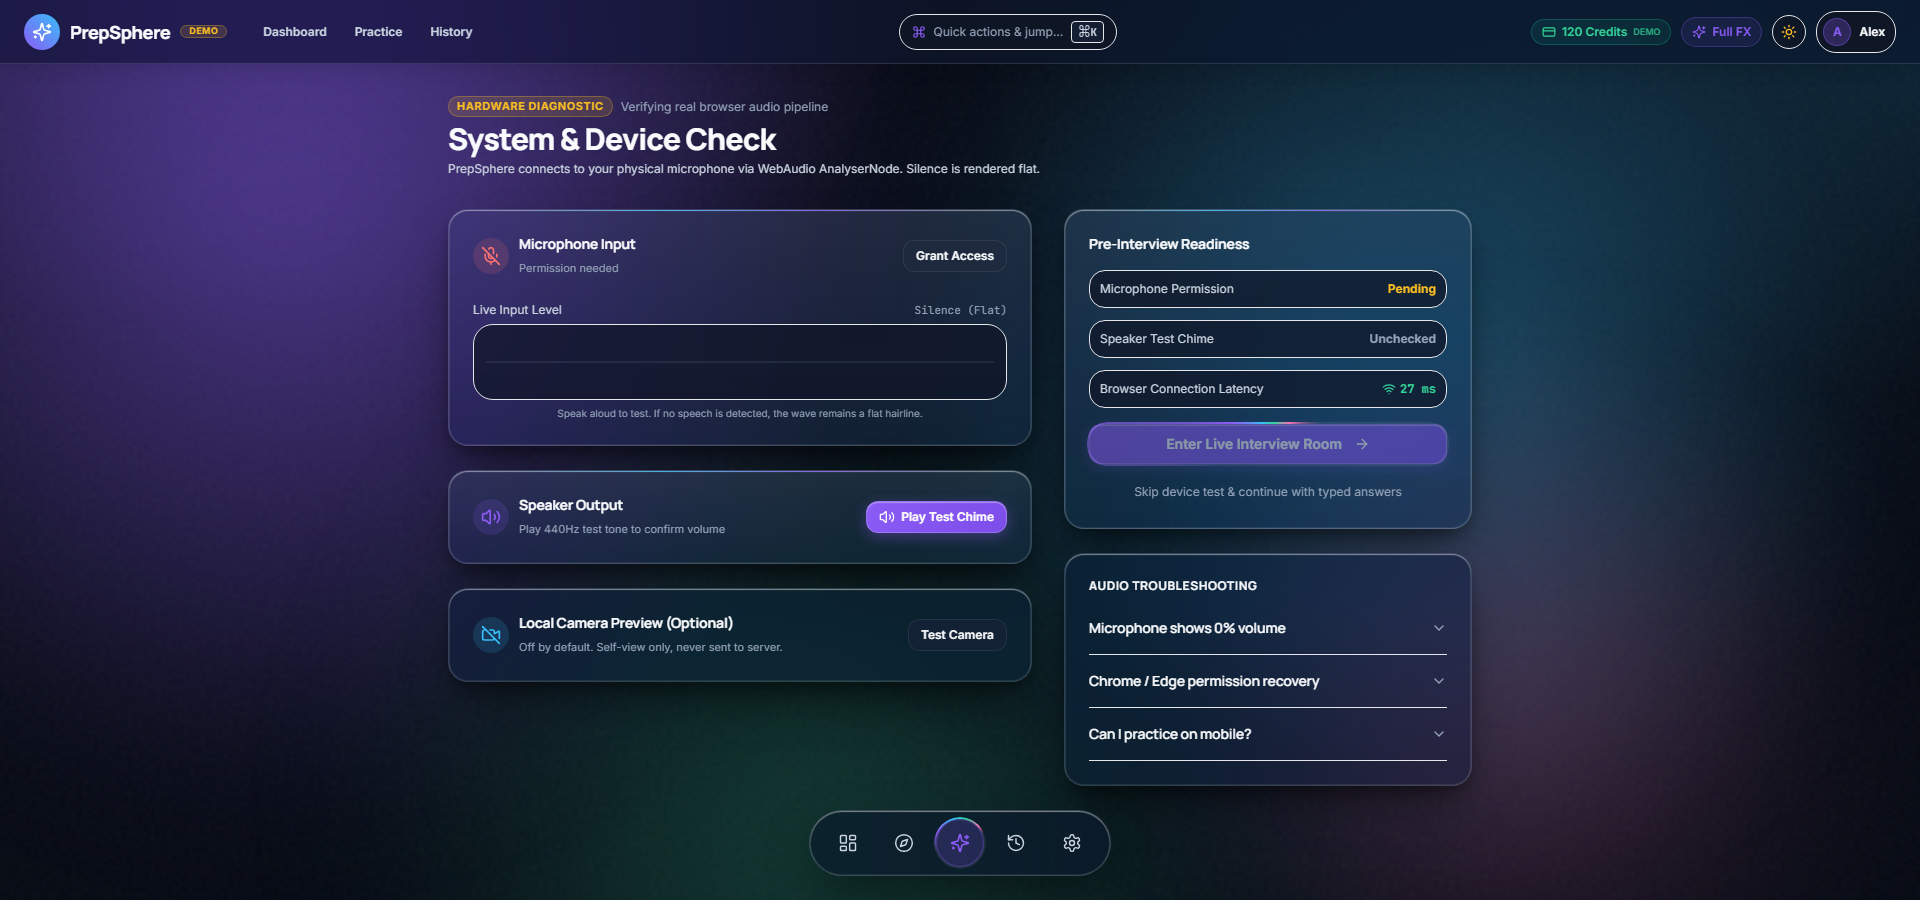 PrepSphere DEMO Dashboard Practice History Quick actions & jump... ⌘K 120 Credits DEMO Full FX A Alex
HARDWARE DIAGNOSTIC Verifying real browser audio pipeline
System & Device Check
PrepSphere connects to your physical microphone via WebAudio AnalyserNode. Silence is rendered flat.
Microphone Input
Permission needed
Grant Access
Live Input Level Silence (Flat)
Speak aloud to test. If no speech is detected, the wave remains a flat hairline.
Speaker Output
Play 440Hz test tone to confirm volume
Play Test Chime
Local Camera Preview (Optional)
Off by default. Self-view only, never sent to server.
Test Camera
Pre-Interview Readiness
Microphone Permission Pending
Speaker Test Chime Unchecked
Browser Connection Latency 27 ms
Enter Live Interview Room →
Skip device test & continue with typed answers
AUDIO TROUBLESHOOTING
Microphone shows 0% volume
Chrome / Edge permission recovery
Can I practice on mobile?